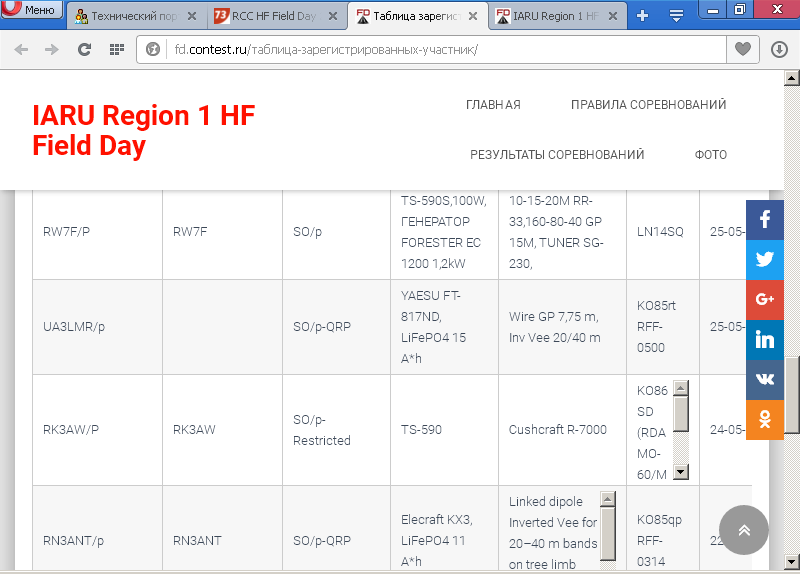 Меню
Технический пор
RCC HF Field Day
Таблица зарегист
IARU Region 1 HF
fd.contest.ru/таблица-зарегистрированных-участник/
IARU Region 1 HF
Field Day
ГЛАВНАЯ
ПРАВИЛА СОРЕВНОВАНИЙ
РЕЗУЛЬТАТЫ СОРЕВНОВАНИЙ
ФОТО
RW7F/P
RW7F
SO/p
TS-590S,100W,
ГЕНЕРАТОР
FORESTER EC
1200 1,2kW
10-15-20M RR-
33,160-80-40 GP
15M, TUNER SG-
230,
LN14SQ
25-05-
UA3LMR/p
SO/p-QRP
YAESU FT-
817ND,
LiFePO4 15
A*h
Wire GP 7,75 m,
Inv Vee 20/40 m
KO85rt
RFF-
0500
25-05-
RK3AW/P
RK3AW
SO/p-
Restricted
TS-590
Cushcraft R-7000
KO86
SD
(RDA
MO-
60/M
24-05-
RN3ANT/p
RN3ANT
SO/p-QRP
Elecraft KX3,
LiFePO4 11
A*h
Linked dipole
Inverted Vee for
20–40 m bands
on tree limb
KO85qp
RFF-
0314
22